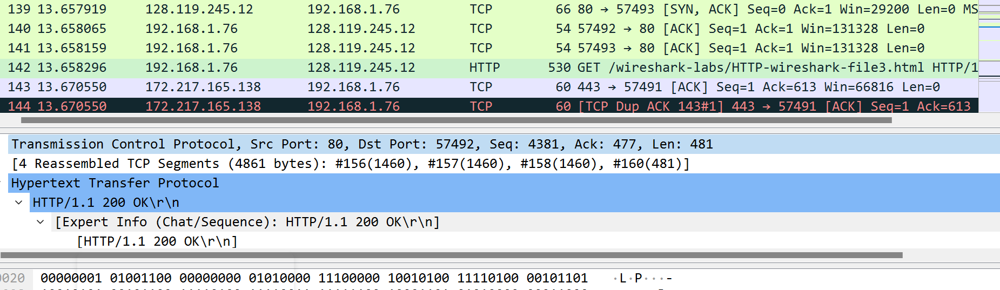 139 13.657919 128.119.245.12 192.168.1.76 TCP 66 80 → 57493 [SYN, ACK] Seq=0 Ack=1 Win=29200 Len=0 MS
140 13.658065 192.168.1.76 128.119.245.12 TCP 54 57492 → 80 [ACK] Seq=1 Ack=1 Win=131328 Len=0
141 13.658159 192.168.1.76 128.119.245.12 TCP 54 57493 → 80 [ACK] Seq=1 Ack=1 Win=131328 Len=0
142 13.658296 192.168.1.76 128.119.245.12 HTTP 530 GET /wireshark-labs/HTTP-wireshark-file3.html HTTP/1
143 13.670550 172.217.165.138 192.168.1.76 TCP 60 443 → 57491 [ACK] Seq=1 Ack=613 Win=66816 Len=0
144 13.670550 172.217.165.138 192.168.1.76 TCP 60 [TCP Dup ACK 143#1] 443 → 57491 [ACK] Seq=1 Ack=613
Transmission Control Protocol, Src Port: 80, Dst Port: 57492, Seq: 4381, Ack: 477, Len: 481
[4 Reassembled TCP Segments (4861 bytes): #156(1460), #157(1460), #158(1460), #160(481)]
Hypertext Transfer Protocol
HTTP/1.1 200 OK\r\n
[Expert Info (Chat/Sequence): HTTP/1.1 200 OK\r\n]
[HTTP/1.1 200 OK\r\n]
0020 00000001 01001100 00000000 01010000 11100000 10010100 11110100 00101101 ·L·P···-